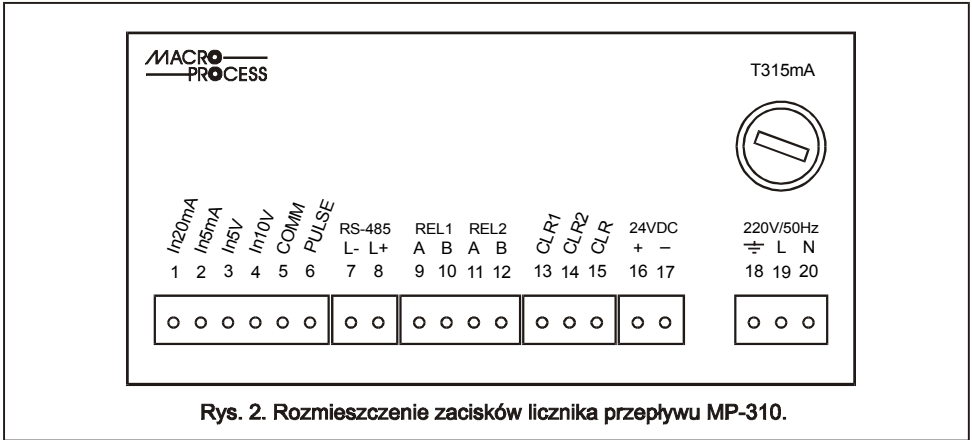 MACRO
PROCESS
T315mA
In20mA In5mA In5V In10V COMM PULSE RS-485 REL1 REL2 CLR1 CLR2 CLR 24VDC 220V/50Hz
L- L+ A B A B + − ⏚ L N
1 2 3 4 5 6 7 8 9 10 11 12 13 14 15 16 17 18 19 20
Rys. 2. Rozmieszczenie zacisków licznika przepływu MP-310.